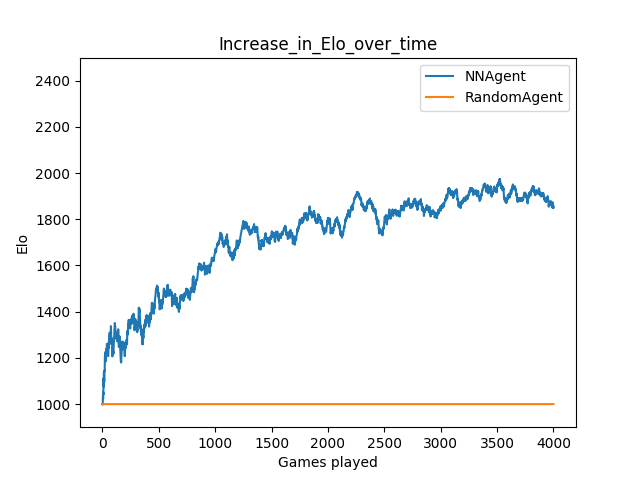 Increase_in_Elo_over_time
NNAgent
RandomAgent
2400
2200
2000
1800
1600
1400
1200
1000
Elo
0 500 1000 1500 2000 2500 3000 3500 4000
Games played